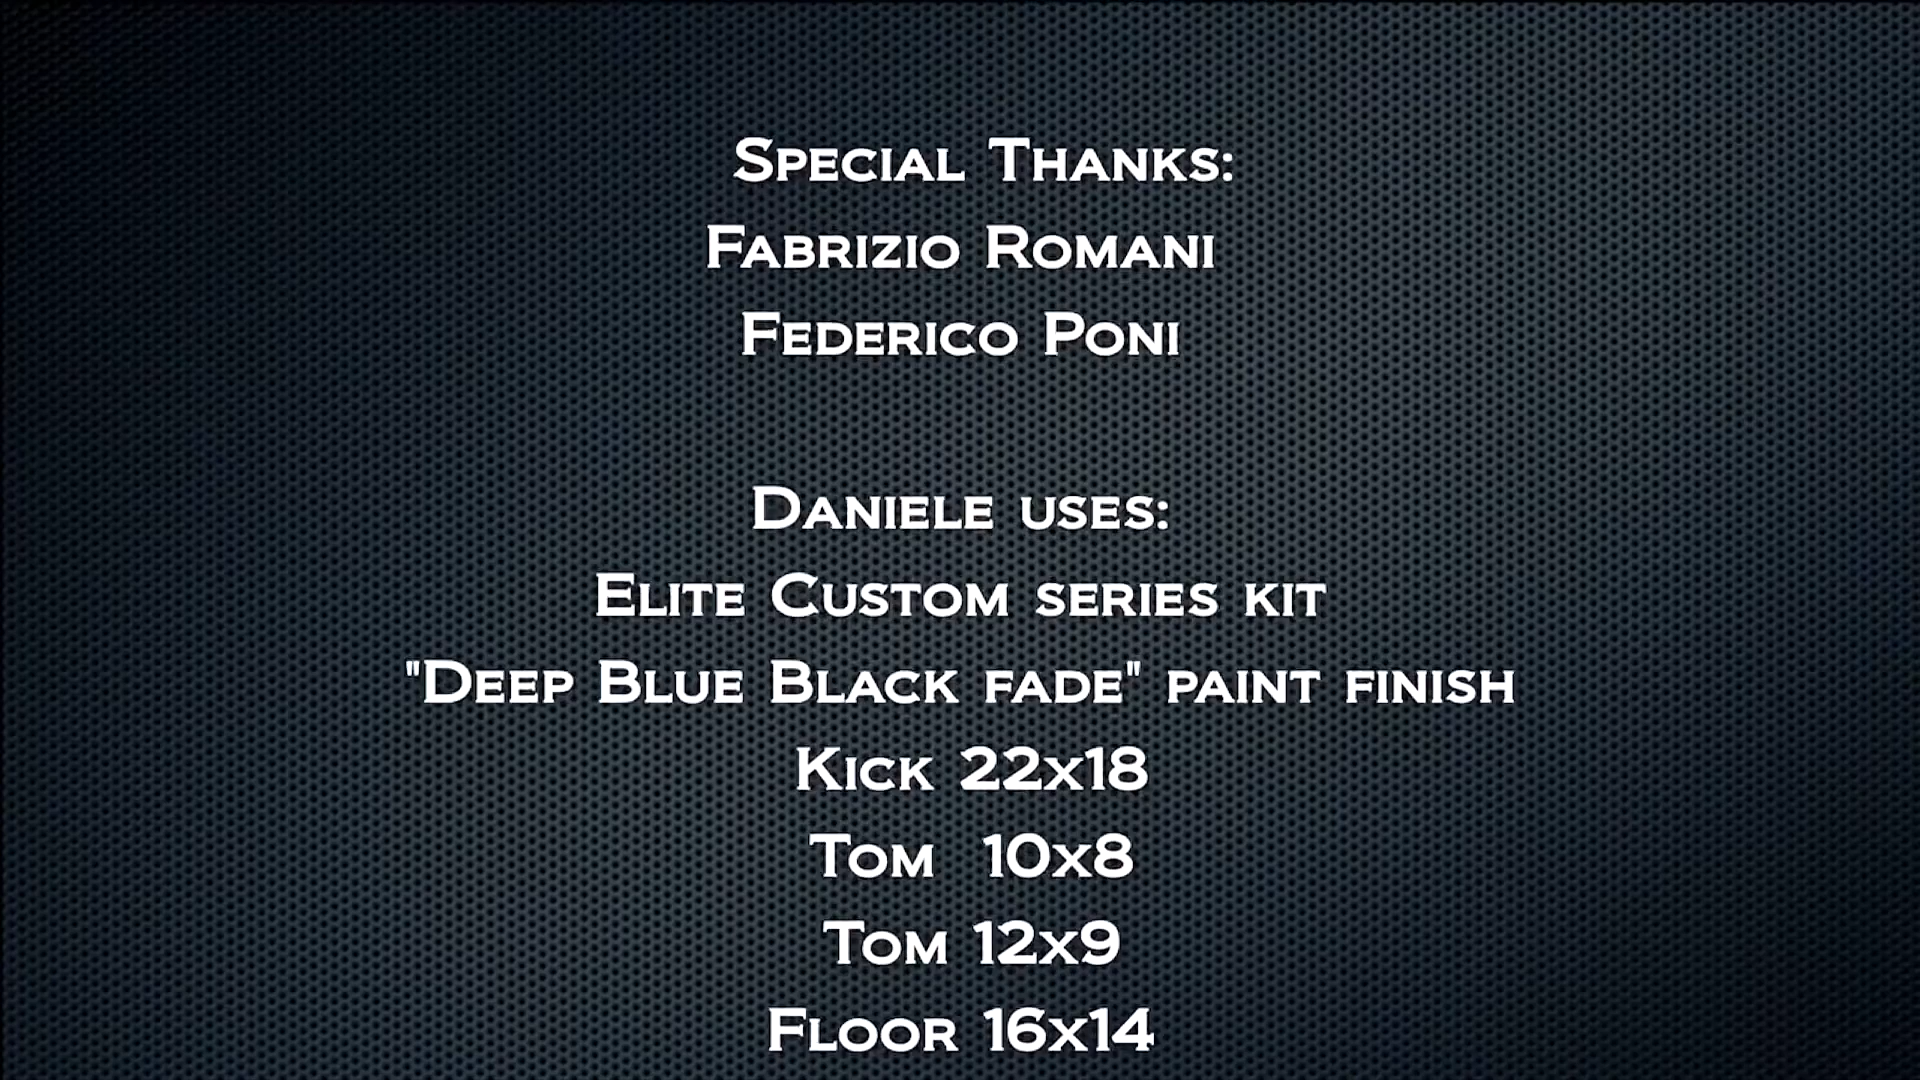 Special Thanks:
Fabrizio Romani
Federico Poni
Daniele uses:
Elite Custom series kit
"Deep Blue Black fade" paint finish
Kick 22x18
Tom  10x8
Tom 12x9
Floor 16x14